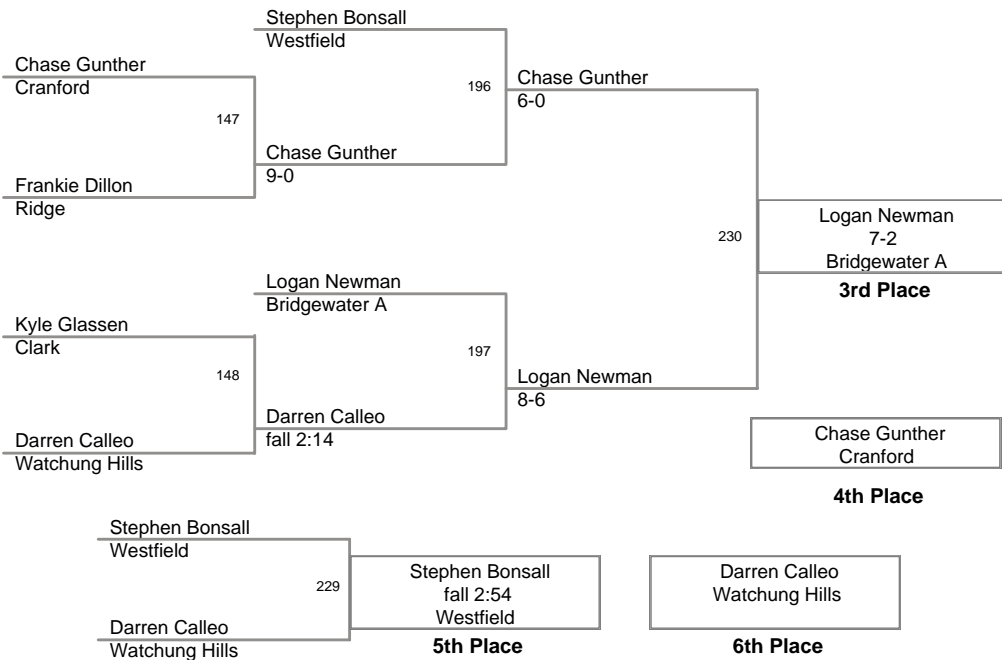 Stephen Bonsall
Westfield
Chase Gunther
Cranford
196
Chase Gunther
6-0
147
Chase Gunther
9-0
Frankie Dillon
Ridge
230
Logan Newman
7-2
Bridgewater A
3rd Place
Logan Newman
Bridgewater A
Kyle Glassen
Clark
197
148
Logan Newman
8-6
Darren Calleo
fall 2:14
Darren Calleo
Watchung Hills
Chase Gunther
Cranford
4th Place
Stephen Bonsall
Westfield
229
Stephen Bonsall
fall 2:54
Westfield
5th Place
Darren Calleo
Watchung Hills
6th Place
Darren Calleo
Watchung Hills